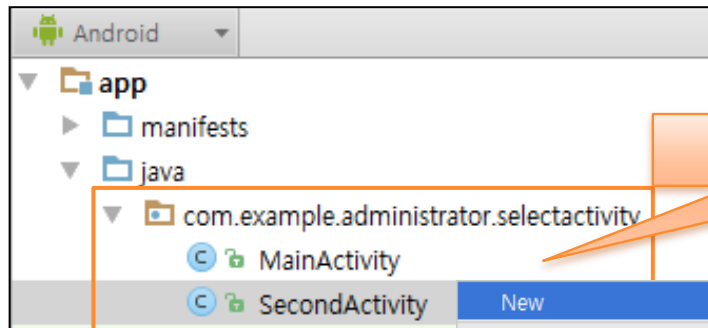 Android
app
manifests
java
com.example.administrator.selectactivity
MainActivity
SecondActivity
New